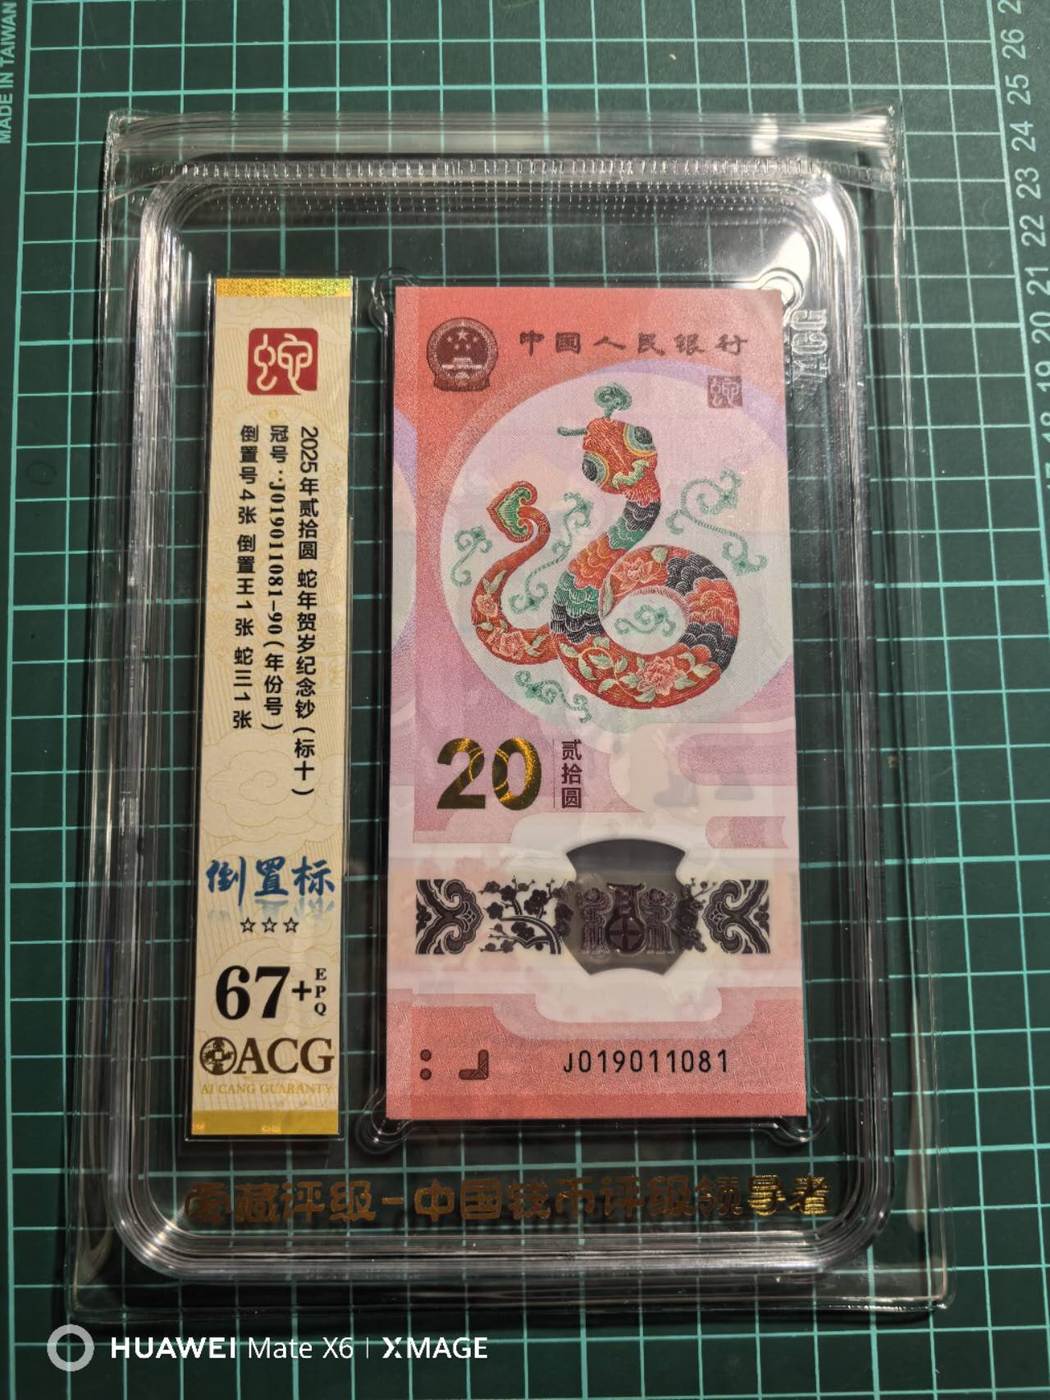 MADE IN TAIWAN
26
25
24
23
22
21
20
19
18
蛇
2025年贰拾圆 蛇年贺岁纪念钞(标十)
冠号:J019011081-90(年份号)
倒置号4张 倒置王1张 蛇三1张
倒置标
☆☆☆
67+EPQ
ACG
AI CANG GUARANTY
中国人民银行
蛇
20
贰拾圆
J019011081
ACG
爱藏评级-中国钱币评级领导者
HUAWEI Mate X6 | XMAGE